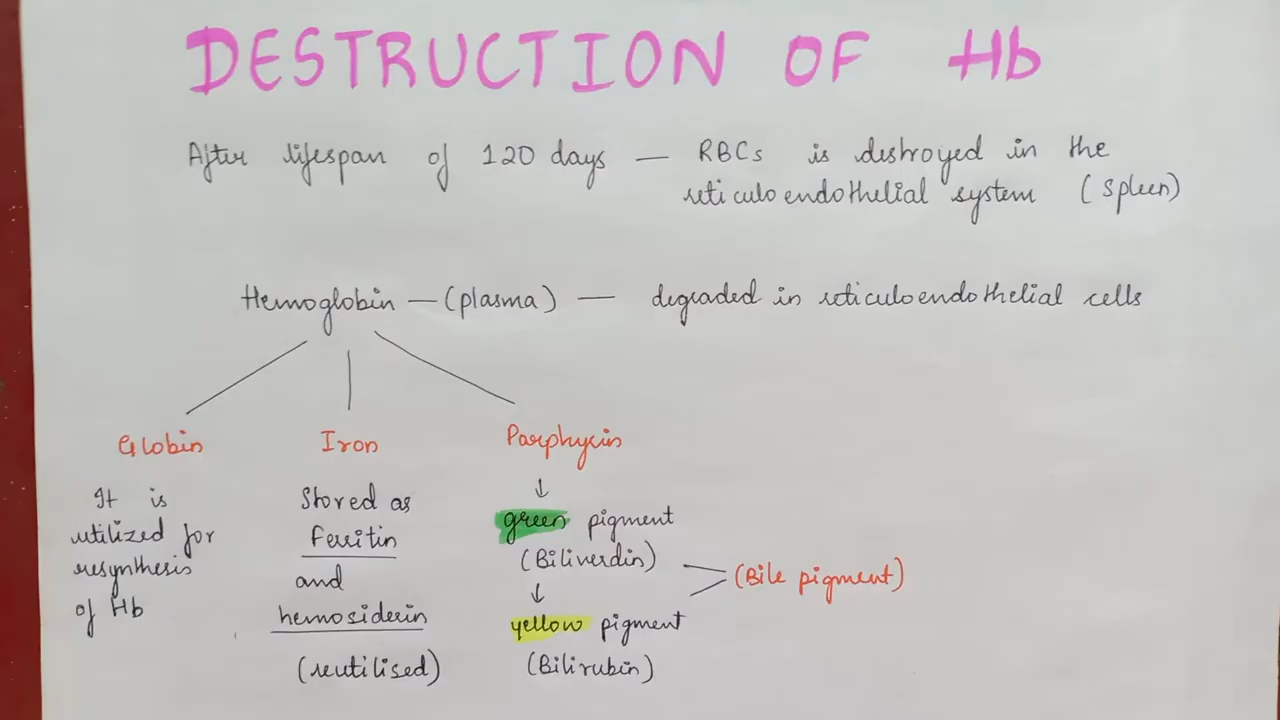 DESTRUCTION OF Hb
After lifespan of 120 days — RBCs is destroyed in the
reticuloendothelial system (Spleen)
Hemoglobin — (plasma) — degraded in reticuloendothelial cells
Globin Iron Porphyrin
It is
utilized for
resynthesis
of Hb
Stored as
Ferritin
and
hemosiderin
(reutilised)
↓
green pigment
(Biliverdin)
↓
yellow pigment
(Bilirubin)
(Bile pigment)